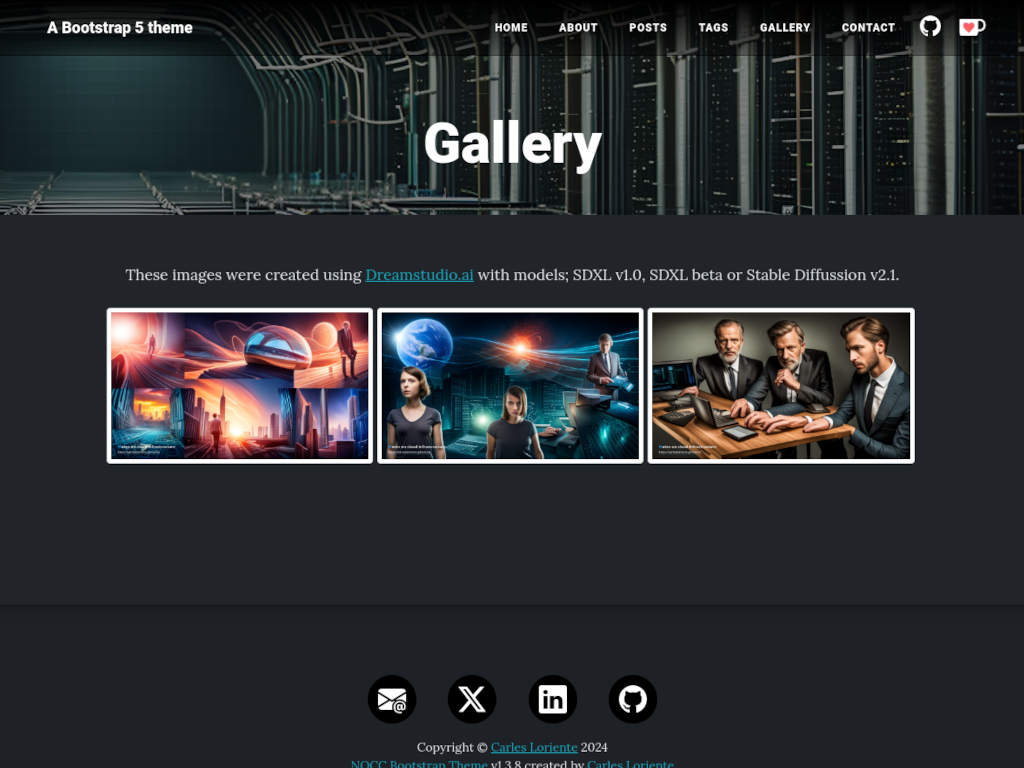 A Bootstrap 5 theme
HOME ABOUT POSTS TAGS GALLERY CONTACT
Gallery
These images were created using Dreamstudio.ai with models; SDXL v1.0, SDXL beta or Stable Diffussion v2.1.
Copyright © Carles Loriente 2024
NOCC Bootstrap Theme v1.3.8 created by Carles Loriente